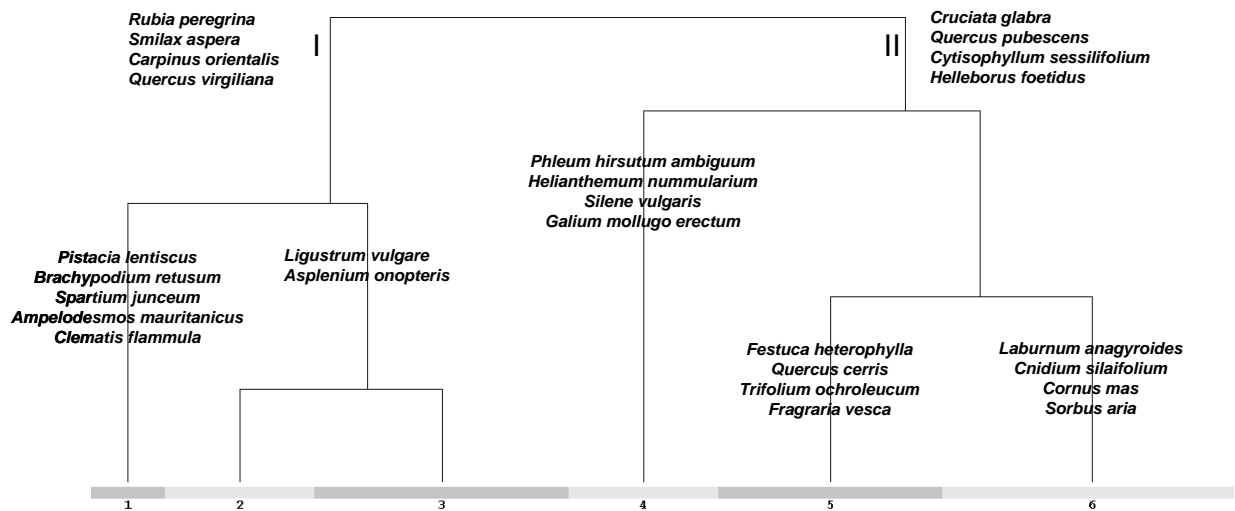 Rubia peregrina
Smilax aspera
Carpinus orientalis
Quercus virgiliana
I
II
Cruciata glabra
Quercus pubescens
Cytisophyllum sessilifolium
Helleborus foetidus
Phleum hirsutum ambiguum
Helianthemum nummularium
Silene vulgaris
Galium mollugo erectum
Pistacia lentiscus
Brachypodium retusum
Spartium junceum
Ampelodesmos mauritanicus
Clematis flammula
Ligustrum vulgare
Asplenium onopteris
Festuca heterophylla
Quercus cerris
Trifolium ochroleucum
Fragraria vesca
Laburnum anagyroides
Cnidium silaifolium
Cornus mas
Sorbus aria
1 2 3 4 5 6